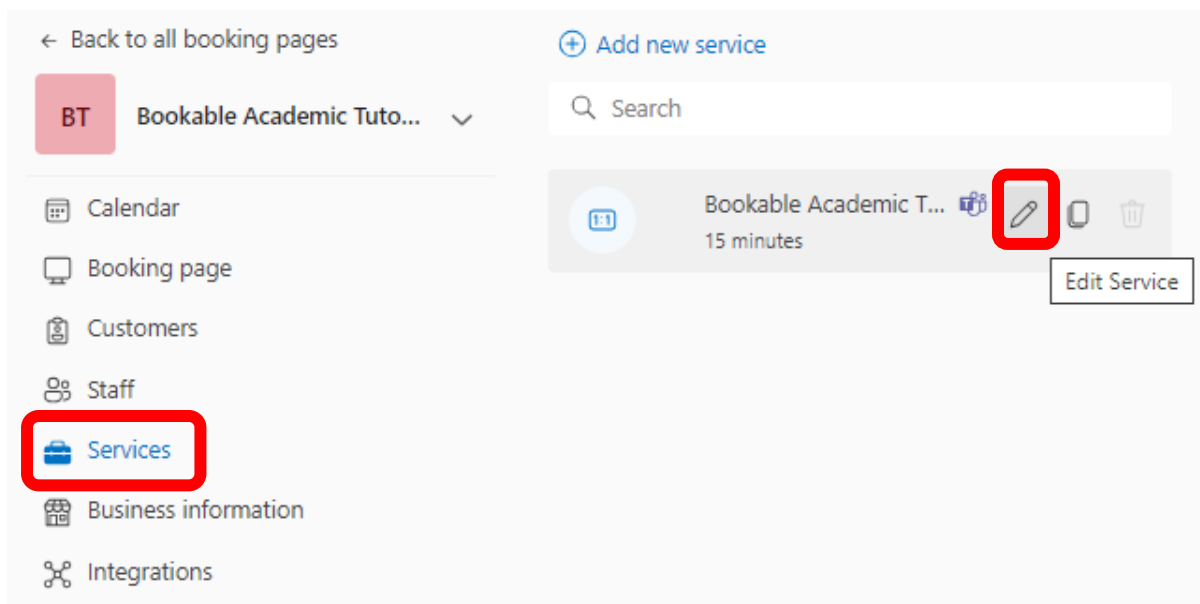 ← Back to all booking pages
BT Bookable Academic Tuto...
Calendar
Booking page
Customers
Staff
Services
Business information
Integrations
Add new service
Search
1:1 Bookable Academic T...
15 minutes
Edit Service